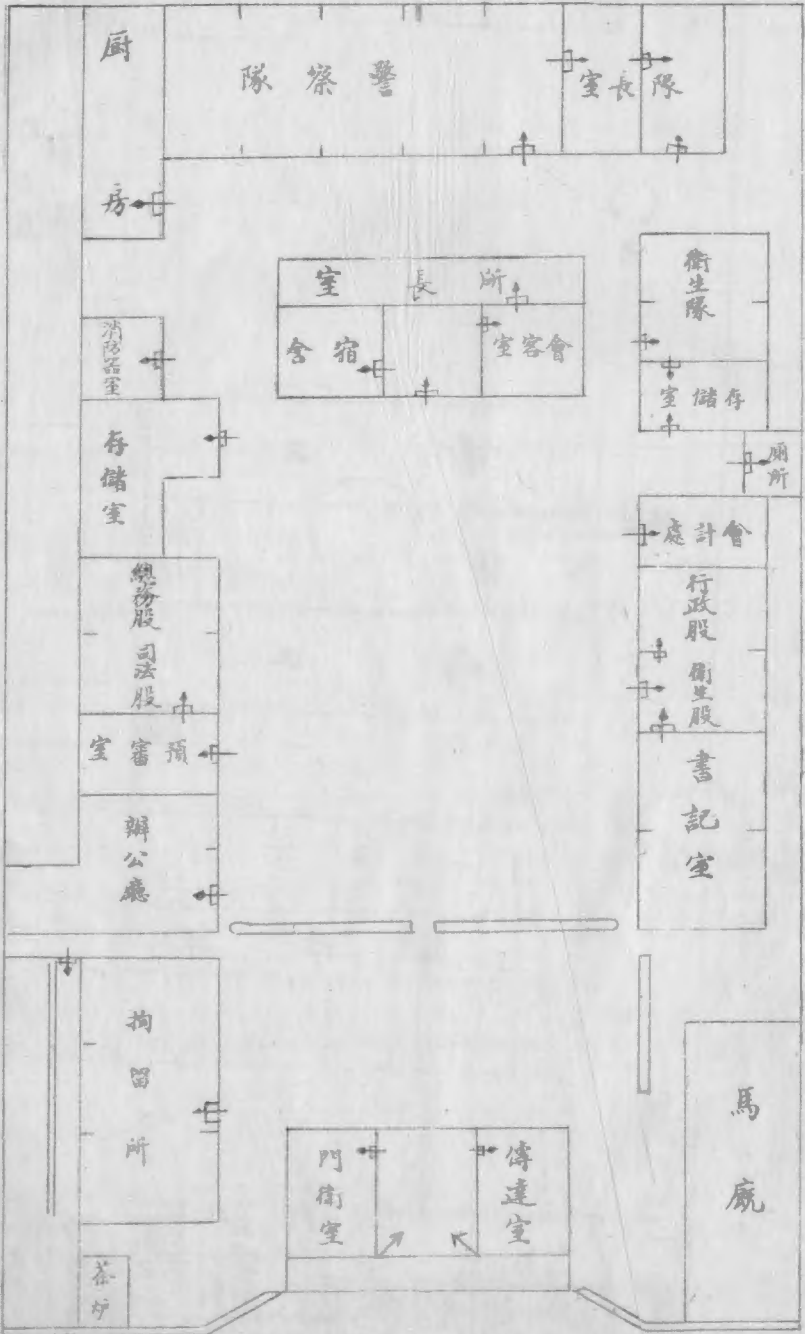 廚房
警察隊
隊長室
所長室
宿舍
會客室
衛生隊
存儲室
廁所
會計處
行政股 衛生股
書記室
消防器室
存儲室
總務股 司法股
預審室
辦公廳
拘留所
茶炉
門衛室
傳達室
馬廄